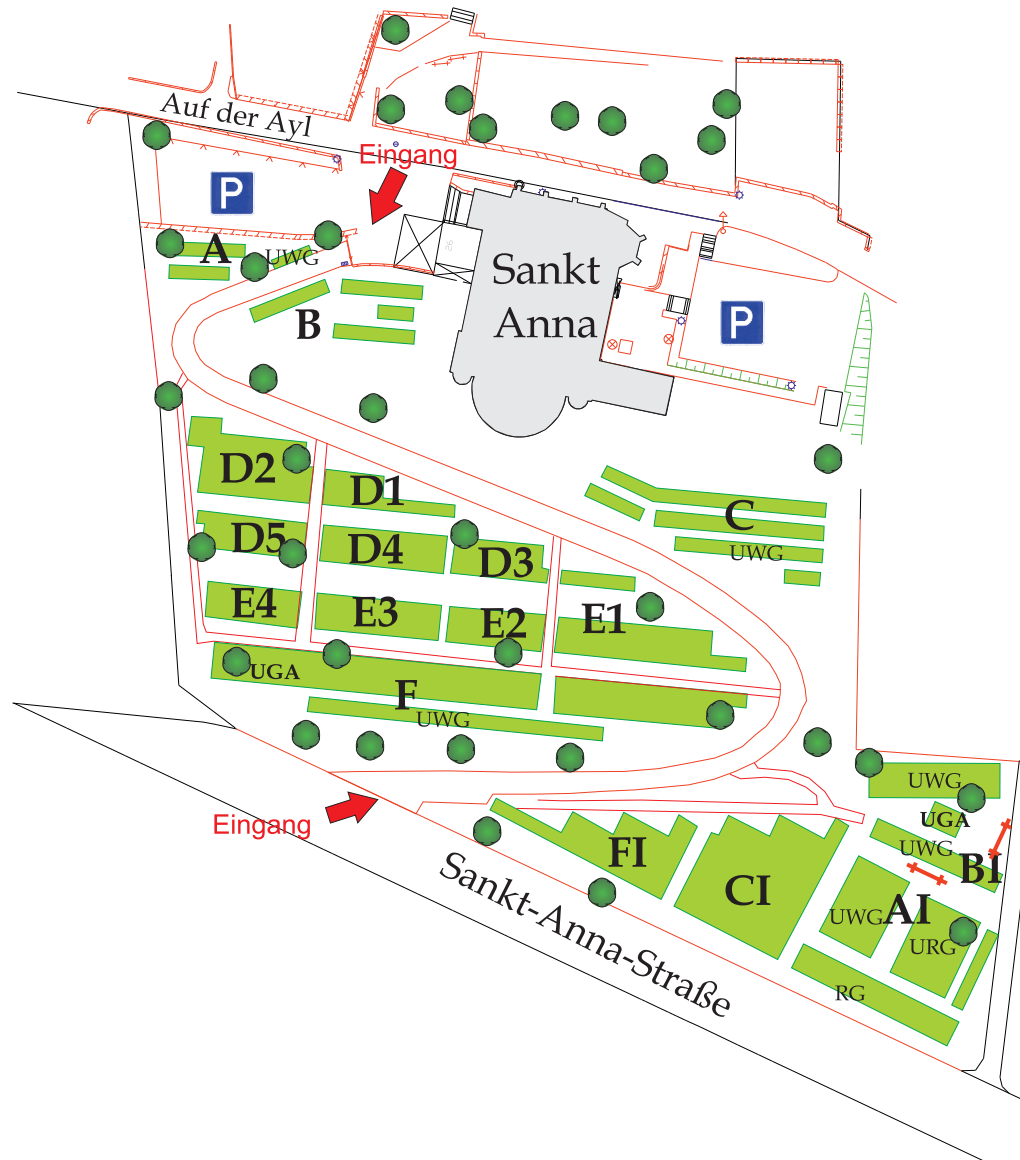 Auf der Ayl
Eingang
P
A
UWG
Sankt
Anna
B
P
D2
D1
C
UWG
D5
D4
D3
E4
E3
E2
E1
UGA
F
UWG
Eingang
UWG
UGA
UWG
BI
FI
CI
AI
UWG
URG
RG
Sankt-Anna-Straße